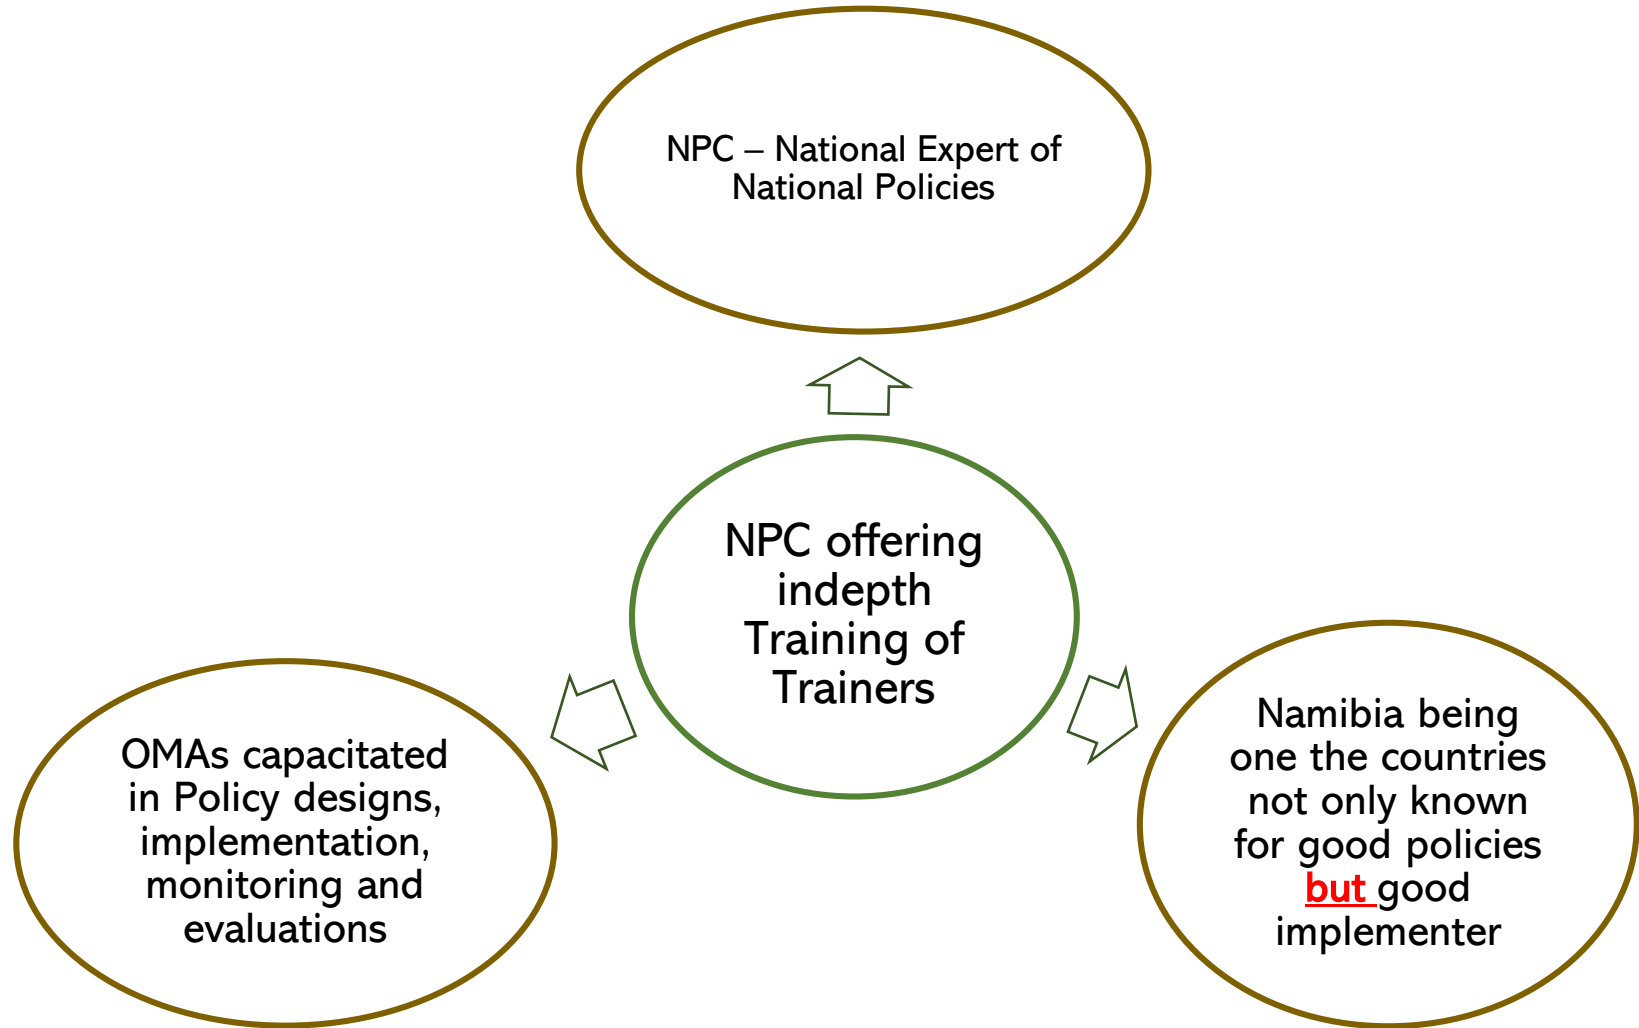 NPC – National Expert of
National Policies
NPC offering
indepth
Training of
Trainers
OMAs capacitated
in Policy designs,
implementation,
monitoring and
evaluations
Namibia being
one the countries
not only known
for good policies
but good
implementer